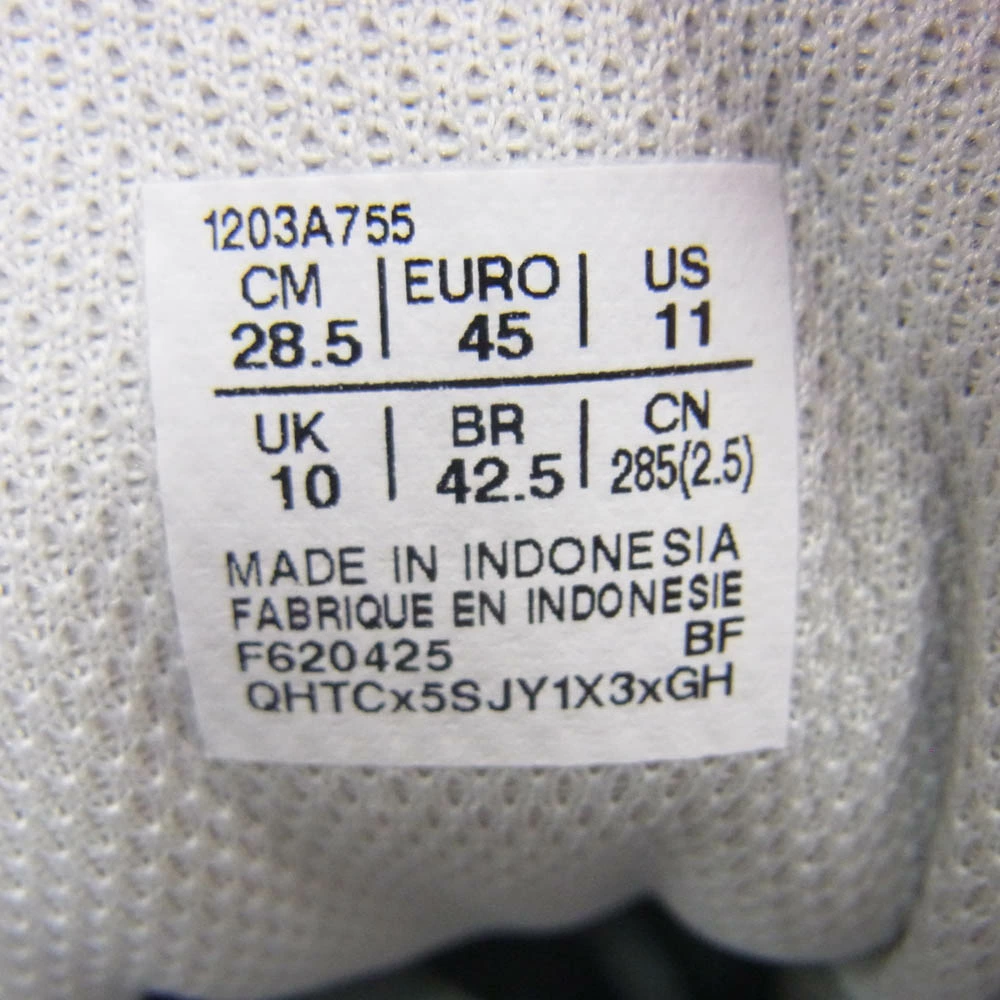 1203A755
CM | EURO | US
28.5 | 45 | 11
UK | BR | CN
10 | 42.5 | 285(2.5)
MADE IN INDONESIA
FABRIQUE EN INDONESIE
F620425 BF
QHTCx5SJY1X3xGH